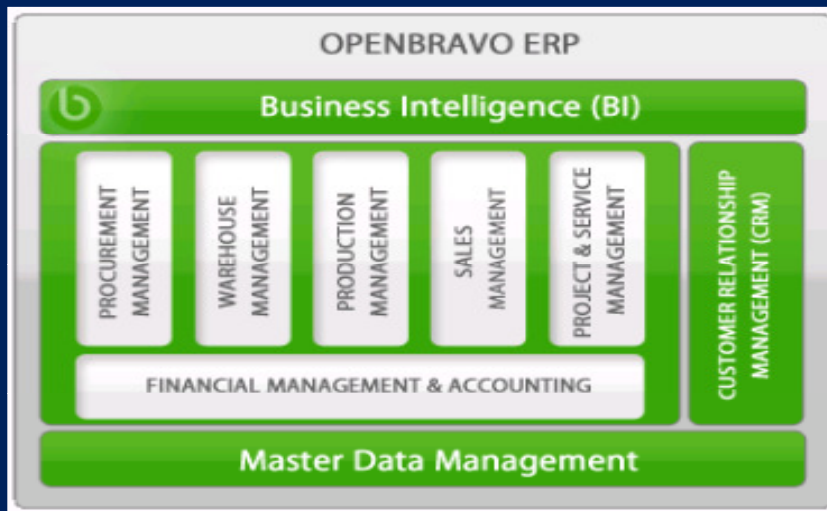 OPENBRAVO ERP
b
Business Intelligence (BI)
PROCUREMENT
MANAGEMENT
WAREHOUSE
MANAGEMENT
PRODUCTION
MANAGEMENT
SALES
MANAGEMENT
PROJECT & SERVICE
MANAGEMENT
CUSTOMER RELATIONSHIP
MANAGEMENT (CRM)
FINANCIAL MANAGEMENT & ACCOUNTING
Master Data Management